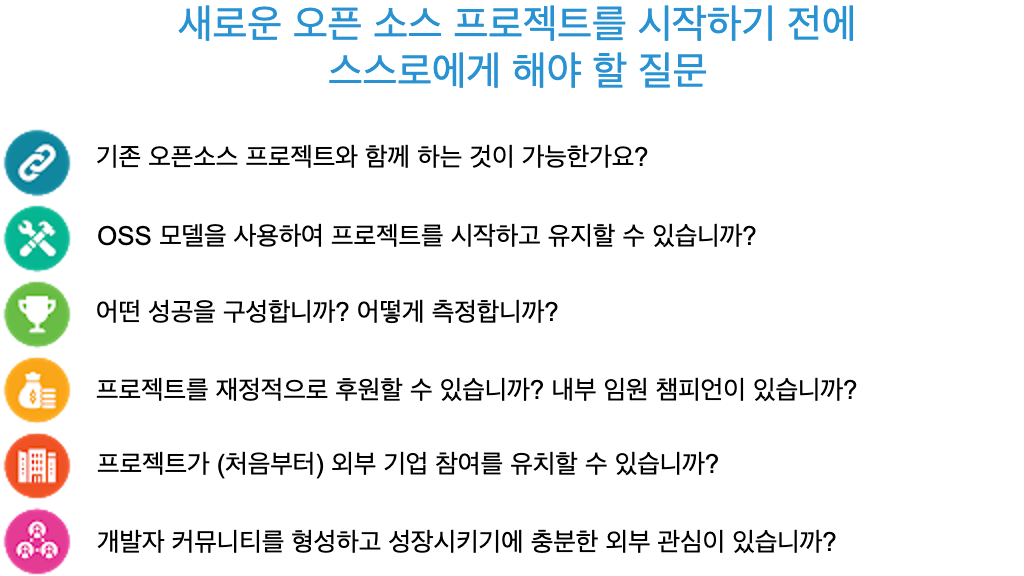 새로운 오픈 소스 프로젝트를 시작하기 전에
스스로에게 해야 할 질문
기존 오픈소스 프로젝트와 함께 하는 것이 가능한가요?
OSS 모델을 사용하여 프로젝트를 시작하고 유지할 수 있습니까?
어떤 성공을 구성합니까? 어떻게 측정합니까?
프로젝트를 재정적으로 후원할 수 있습니까? 내부 임원 챔피언이 있습니까?
프로젝트가 (처음부터) 외부 기업 참여를 유치할 수 있습니까?
개발자 커뮤니티를 형성하고 성장시키기에 충분한 외부 관심이 있습니까?